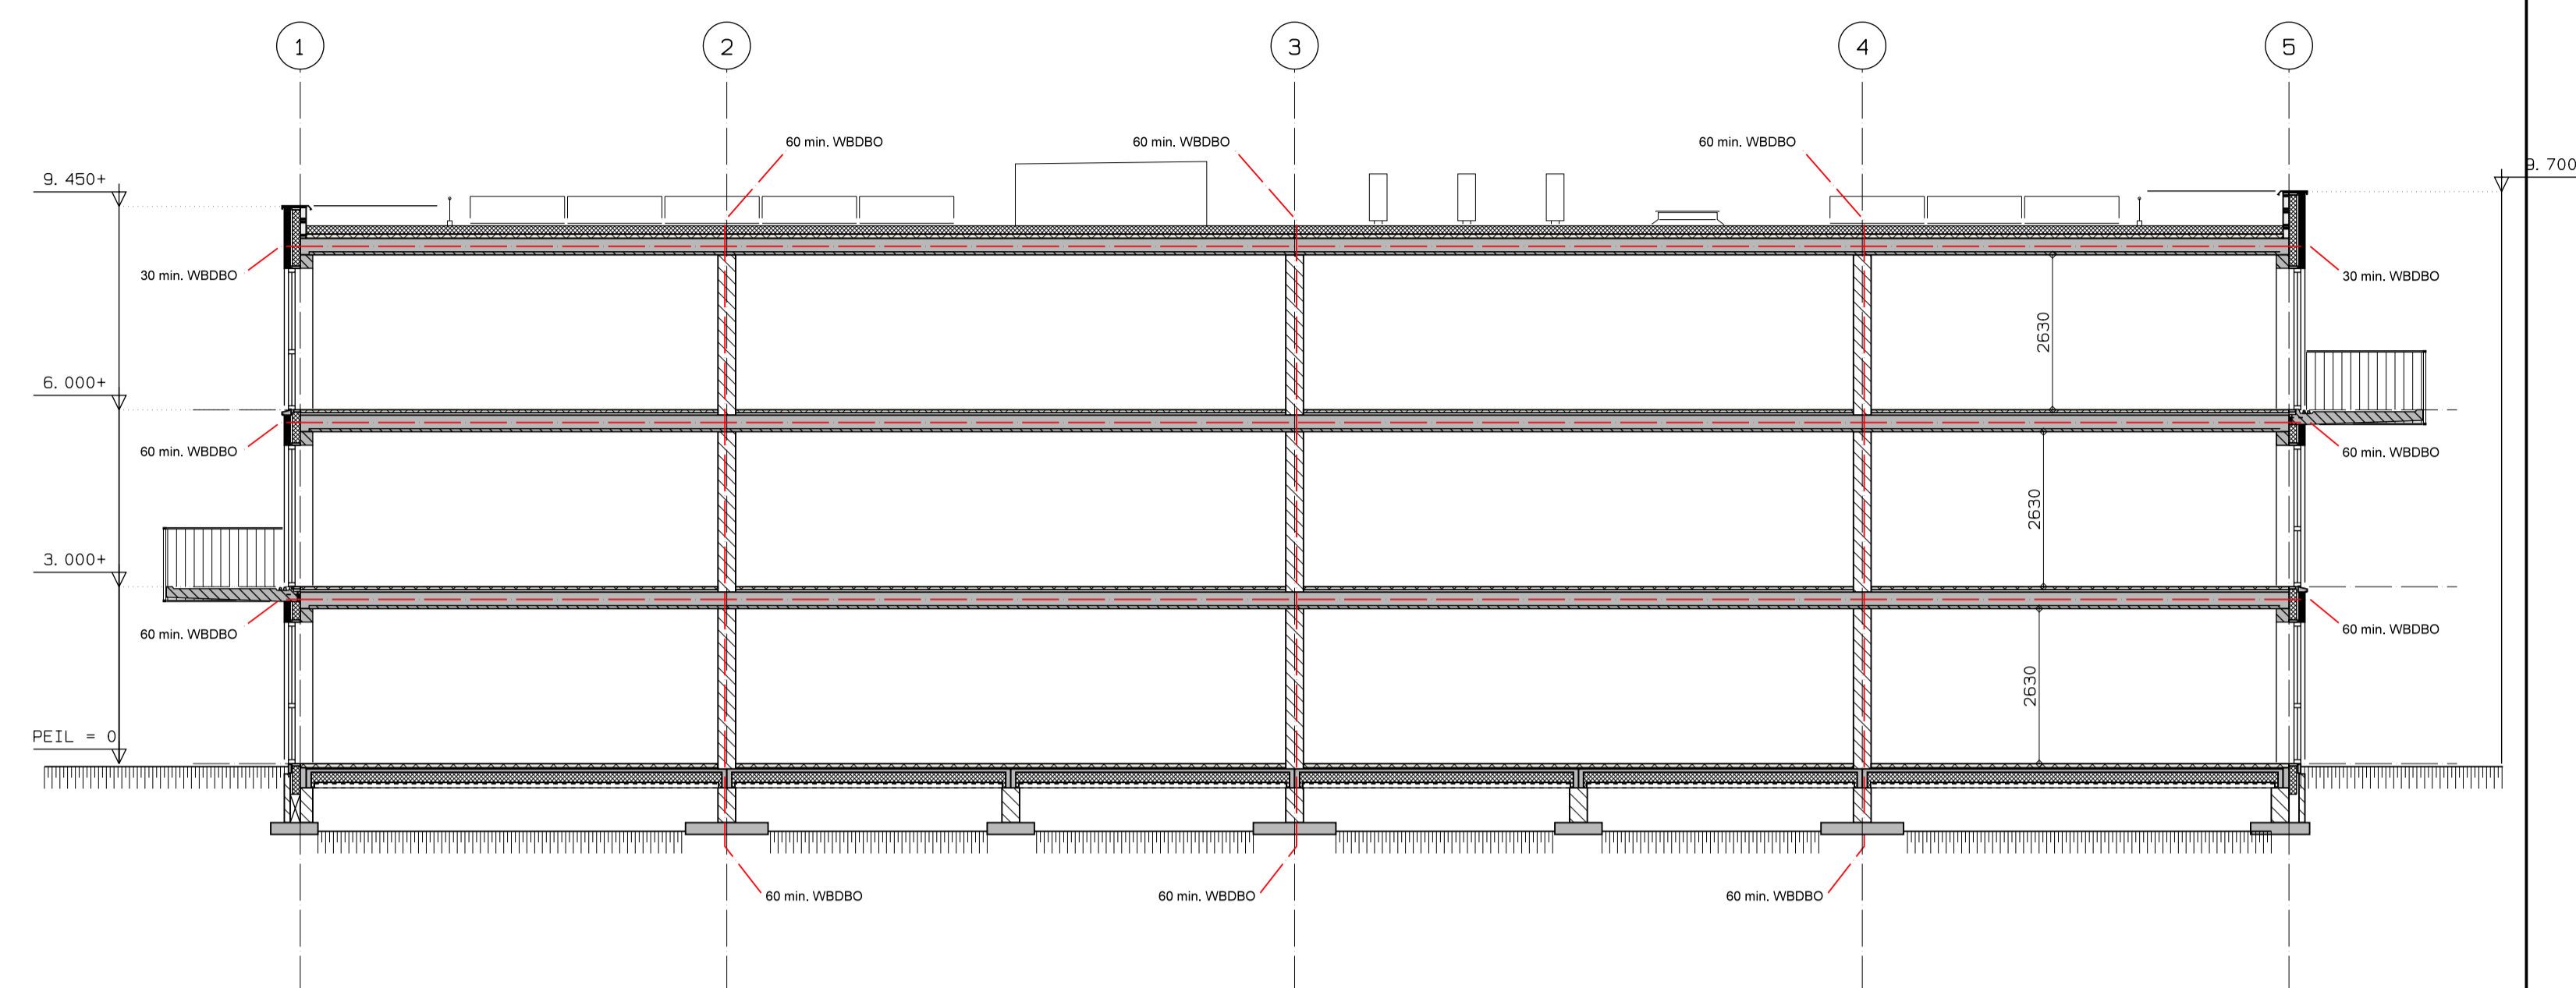 1 2 3 4 5
60 min. WBDBO 60 min. WBDBO 60 min. WBDBO
9.700
9.450+
30 min. WBDBO 30 min. WBDBO
2630
6.000+
60 min. WBDBO 60 min. WBDBO
2630
3.000+
60 min. WBDBO 60 min. WBDBO
2630
PEIL = 0
60 min. WBDBO 60 min. WBDBO 60 min. WBDBO